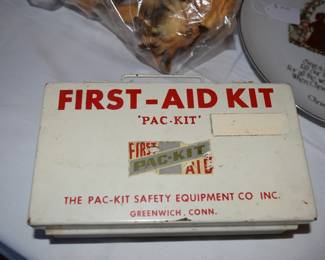 FIRST-AID KIT
'PAC-KIT'
FIRST
PAC-KIT
AID
THE PAC-KIT SAFETY EQUIPMENT CO INC.
GREENWICH, CONN.